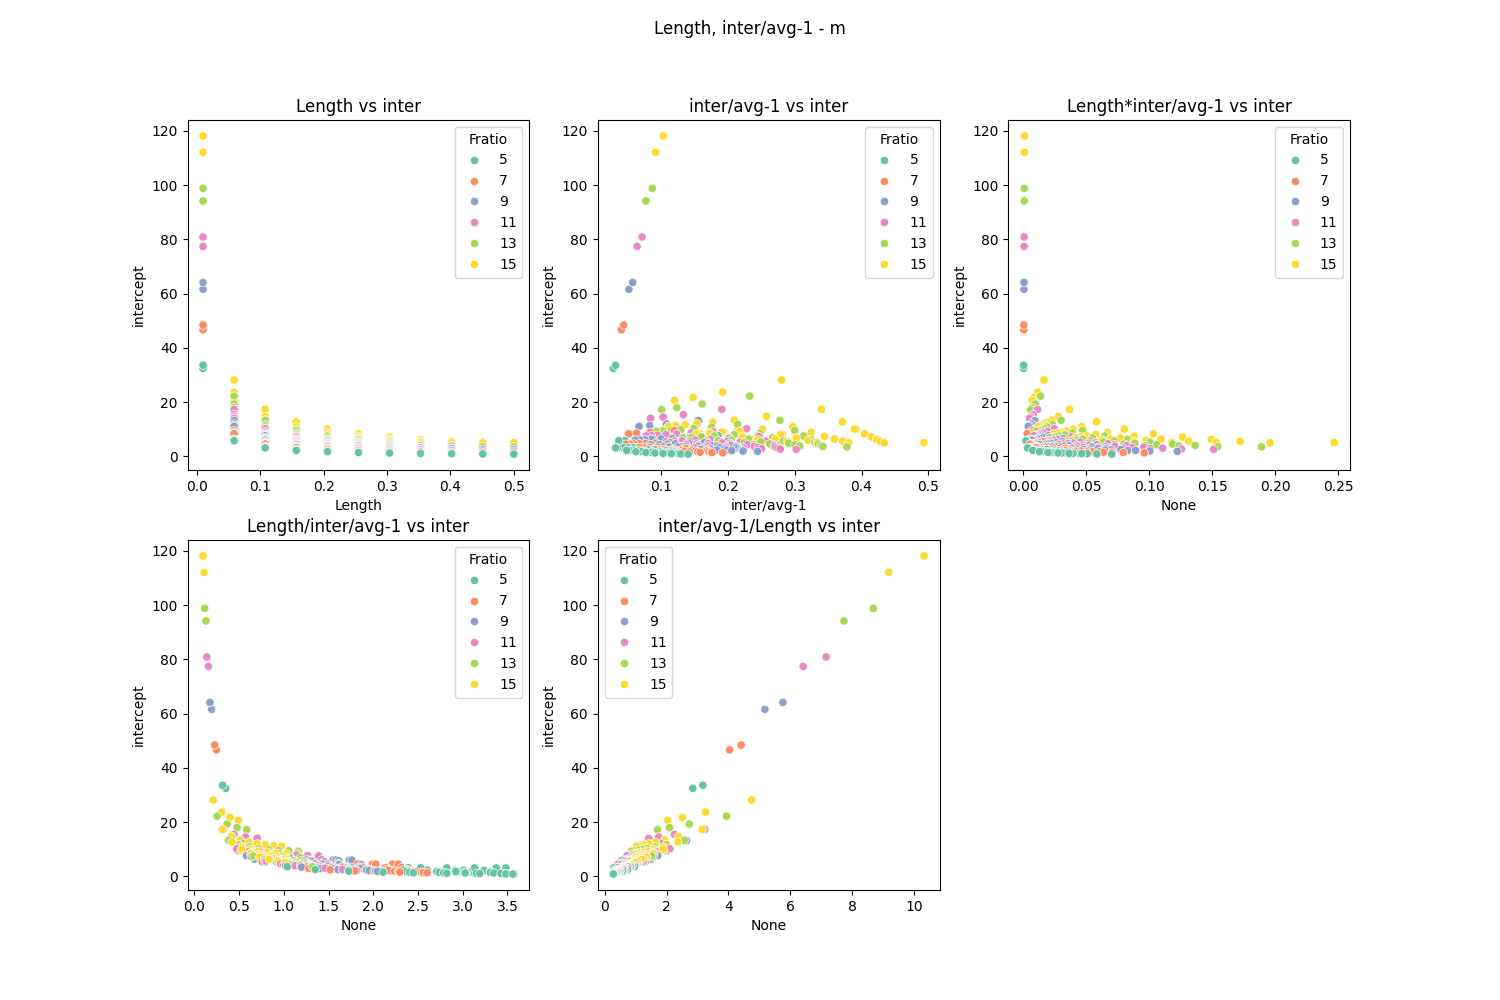 Length, inter/avg-1 - m
Length vs inter
120
100
80
60
40
20
0
intercept
0.0 0.1 0.2 0.3 0.4 0.5
Length
Fratio
5
7
9
11
13
15
inter/avg-1 vs inter
120
100
80
60
40
20
0
intercept
0.1 0.2 0.3 0.4 0.5
inter/avg-1
Fratio
5
7
9
11
13
15
Length*inter/avg-1 vs inter
120
100
80
60
40
20
0
intercept
0.00 0.05 0.10 0.15 0.20 0.25
None
Fratio
5
7
9
11
13
15
Length/inter/avg-1 vs inter
120
100
80
60
40
20
0
intercept
0.0 0.5 1.0 1.5 2.0 2.5 3.0 3.5
None
Fratio
5
7
9
11
13
15
inter/avg-1/Length vs inter
120
100
80
60
40
20
0
intercept
0 2 4 6 8 10
None
Fratio
5
7
9
11
13
15